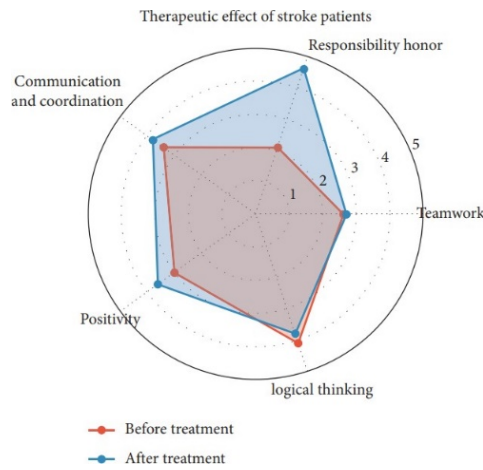 Therapeutic effect of stroke patients
Responsibility honor
Communication
and coordination
5
4
3
2
1
Teamwork
Positivity
logical thinking
Before treatment
After treatment